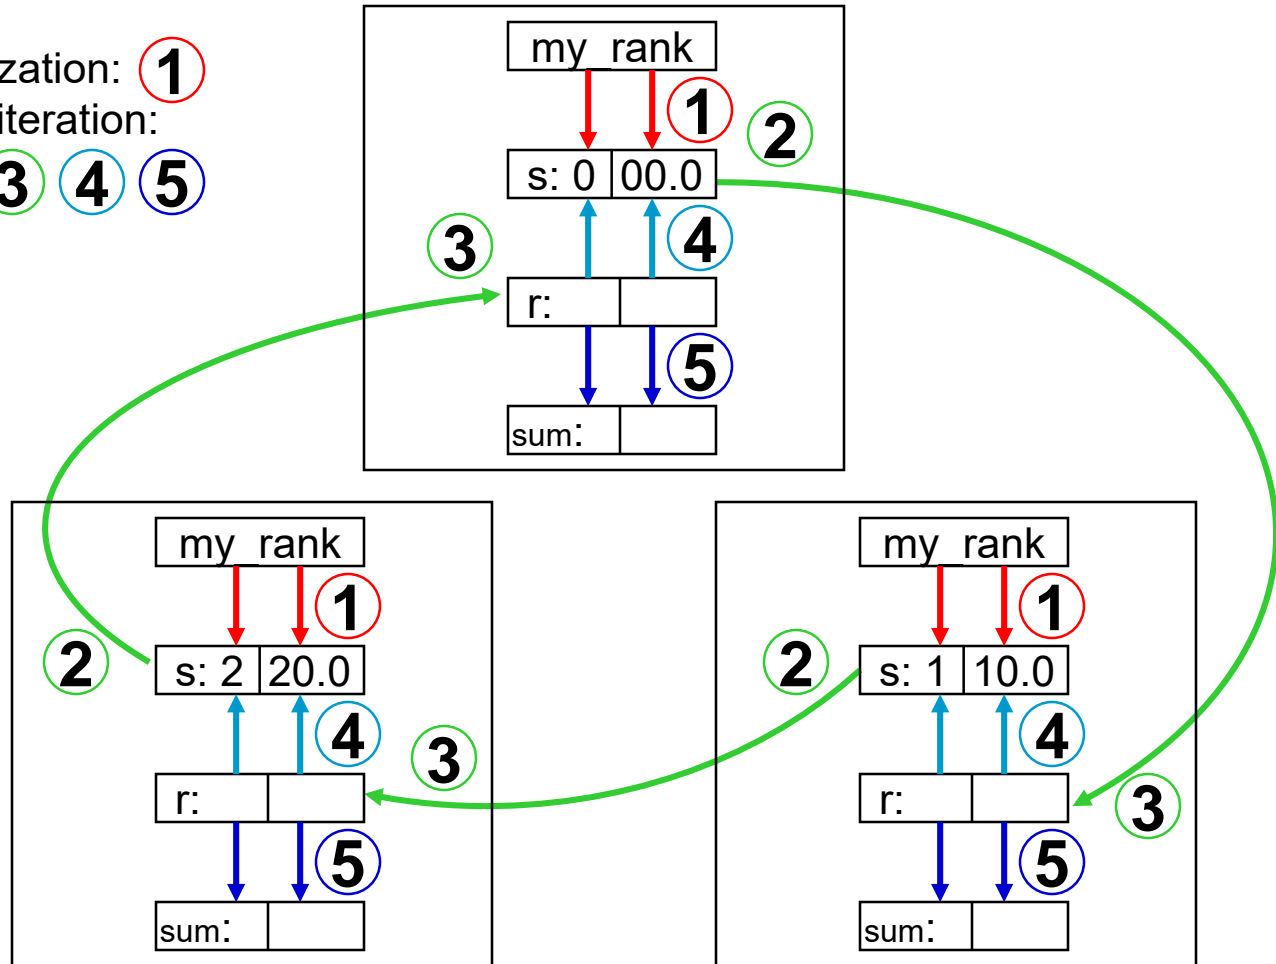 zation: 1
iteration:
3 4 5
my_rank
1
2
s: 0 00.0
3
4
r:
5
sum:
my_rank
1
2
s: 2 20.0
4
3
r:
5
sum:
my_rank
1
2
s: 1 10.0
4
r:
3
5
sum: